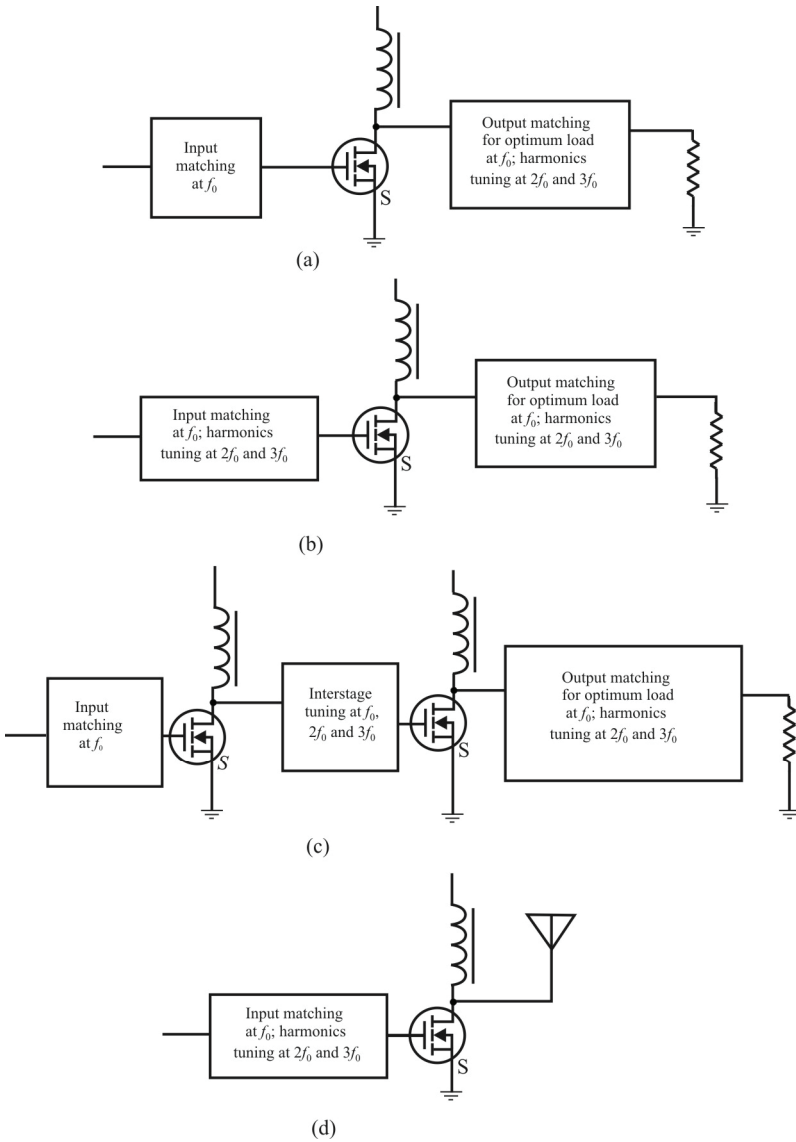 Input
matching
at f₀
S
Output matching
for optimum load
at f₀; harmonics
tuning at 2f₀ and 3f₀
(a)
Input matching
at f₀; harmonics
tuning at 2f₀ and 3f₀
S
Output matching
for optimum load
at f₀; harmonics
tuning at 2f₀ and 3f₀
(b)
Input
matching
at f₀
S
Interstage
tuning at f₀,
2f₀ and 3f₀
S
Output matching
for optimum load
at f₀; harmonics
tuning at 2f₀ and 3f₀
(c)
Input matching
at f₀; harmonics
tuning at 2f₀ and 3f₀
S
(d)